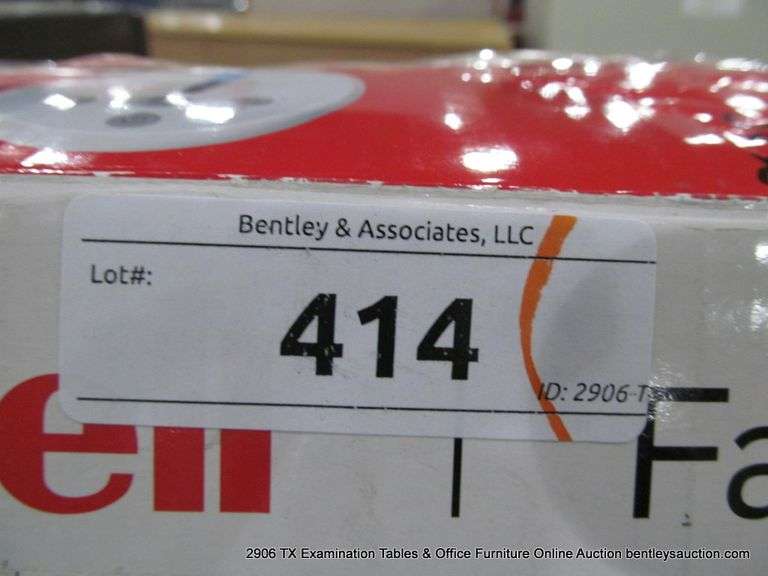 Bentley & Associates, LLC
Lot#:
414
ID: 2906-T
ell | Fa
2906 TX Examination Tables & Office Furniture Online Auction bentleysauction.com